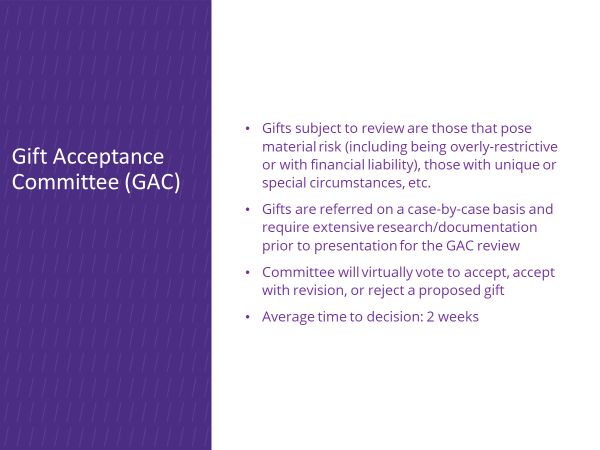 Gift Acceptance
Committee (GAC)
• Gifts subject to review are those that pose
material risk (including being overly-restrictive
or with financial liability), those with unique or
special circumstances, etc.
• Gifts are referred on a case-by-case basis and
require extensive research/documentation
prior to presentation for the GAC review
• Committee will virtually vote to accept, accept
with revision, or reject a proposed gift
• Average time to decision: 2 weeks